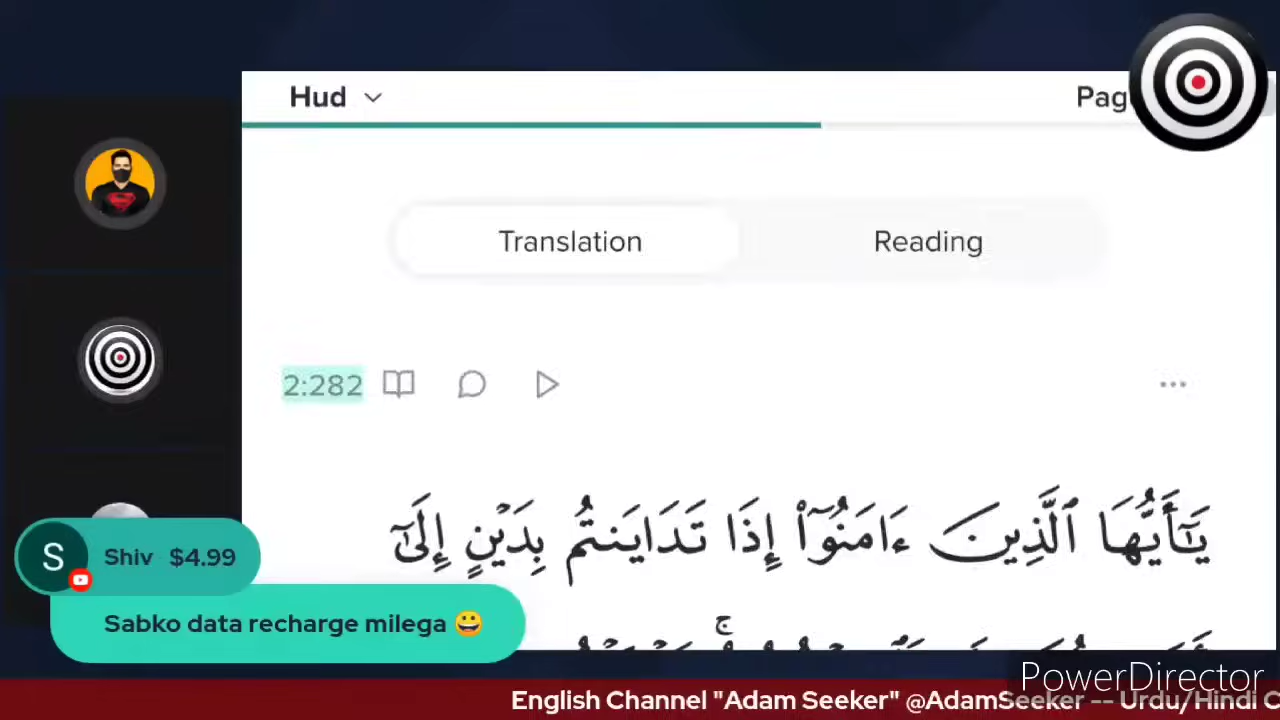 Hud
Pag
Translation
Reading
2:282
يَـٰٓأَيُّهَا ٱلَّذِينَ ءَامَنُوٓا۟ إِذَا تَدَايَنتُم بِدَيْنٍ إِلَىٰٓ
S
Shiv $4.99
Sabko data recharge milega 😀
PowerDirector
English Channel "Adam Seeker" @AdamSeeker -- Urdu/Hindi C